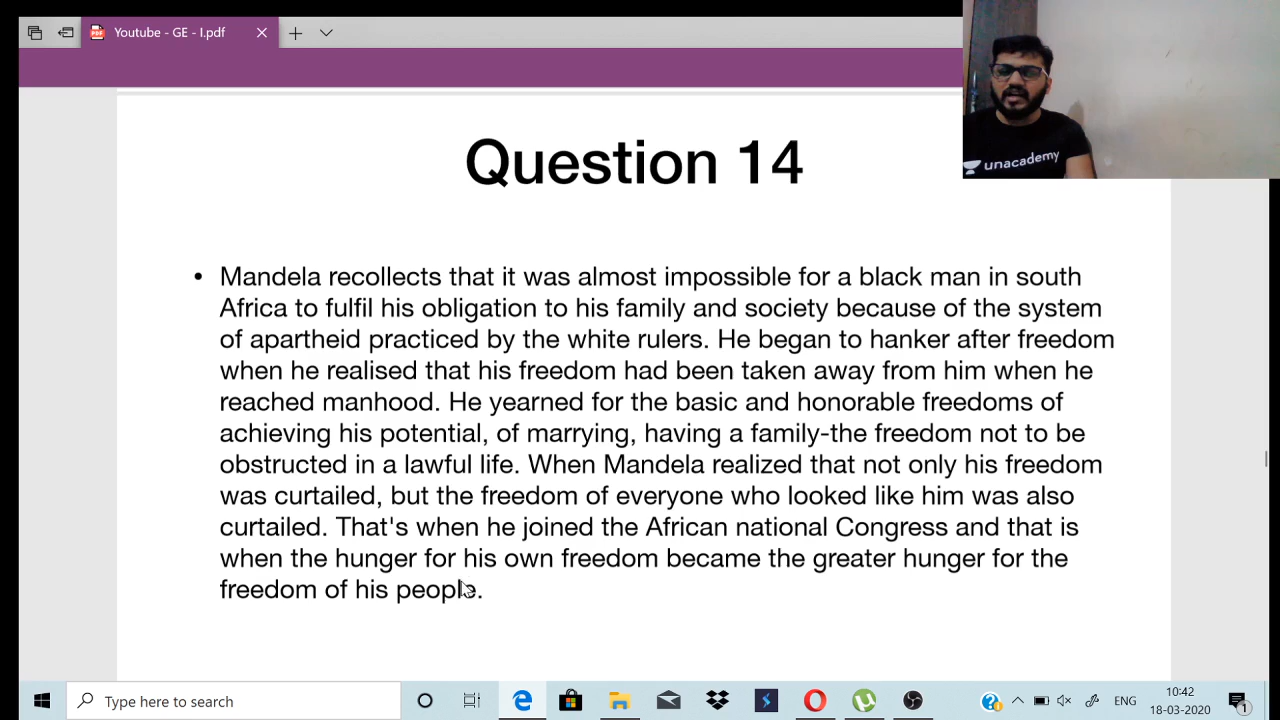 Youtube - GE - I.pdf
unacademy
Question 14
• Mandela recollects that it was almost impossible for a black man in south
Africa to fulfil his obligation to his family and society because of the system
of apartheid practiced by the white rulers. He began to hanker after freedom
when he realised that his freedom had been taken away from him when he
reached manhood. He yearned for the basic and honorable freedoms of
achieving his potential, of marrying, having a family-the freedom not to be
obstructed in a lawful life. When Mandela realized that not only his freedom
was curtailed, but the freedom of everyone who looked like him was also
curtailed. That's when he joined the African national Congress and that is
when the hunger for his own freedom became the greater hunger for the
freedom of his people.
Type here to search
ENG
10:42
18-03-2020
1